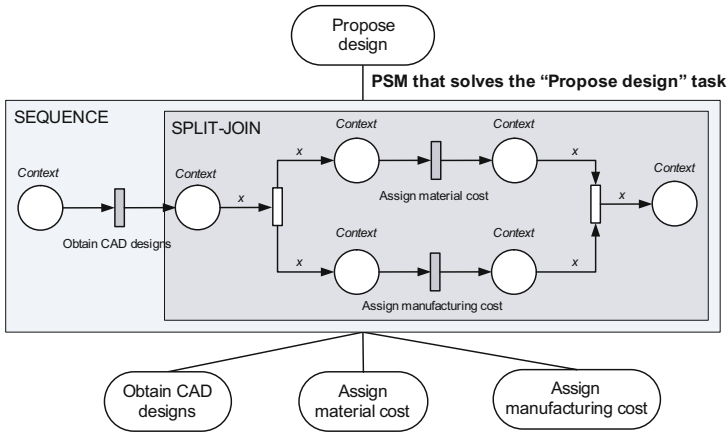 Propose
design
PSM that solves the “Propose design” task
SEQUENCE
SPLIT-JOIN
Context
Context
x
Context
Context
x
x
Assign material cost
Context
x
Obtain CAD designs
Context
Context
x
x
Assign manufacturing cost
Obtain CAD
designs
Assign
material cost
Assign
manufacturing cost